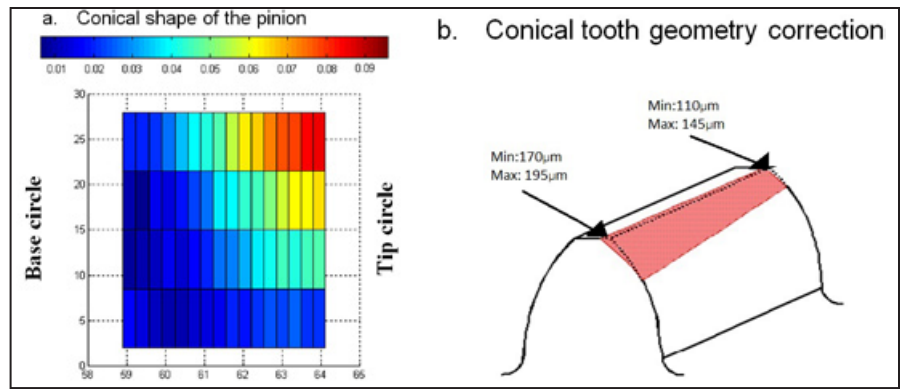 a. Conical shape of the pinion
0.01 0.02 0.03 0.04 0.05 0.06 0.07 0.08 0.09
30
25
20
15
10
5
0
58 59 60 61 62 63 64 65
Base circle
Tip circle
b. Conical tooth geometry correction
Min:110µm
Max: 145µm
Min:170µm
Max: 195µm